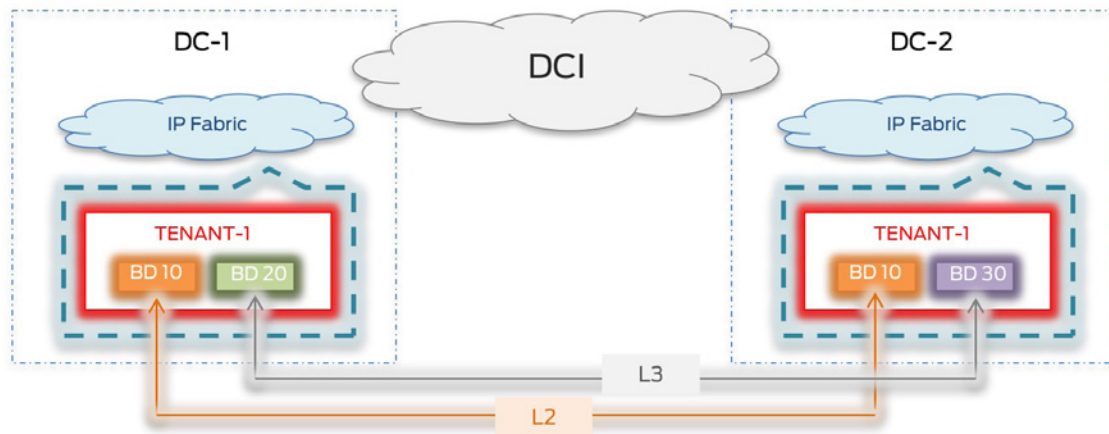 DC-1
DCI
DC-2
IP Fabric
IP Fabric
TENANT-1
TENANT-1
BD 10
BD 20
BD 10
BD 30
L3
L2